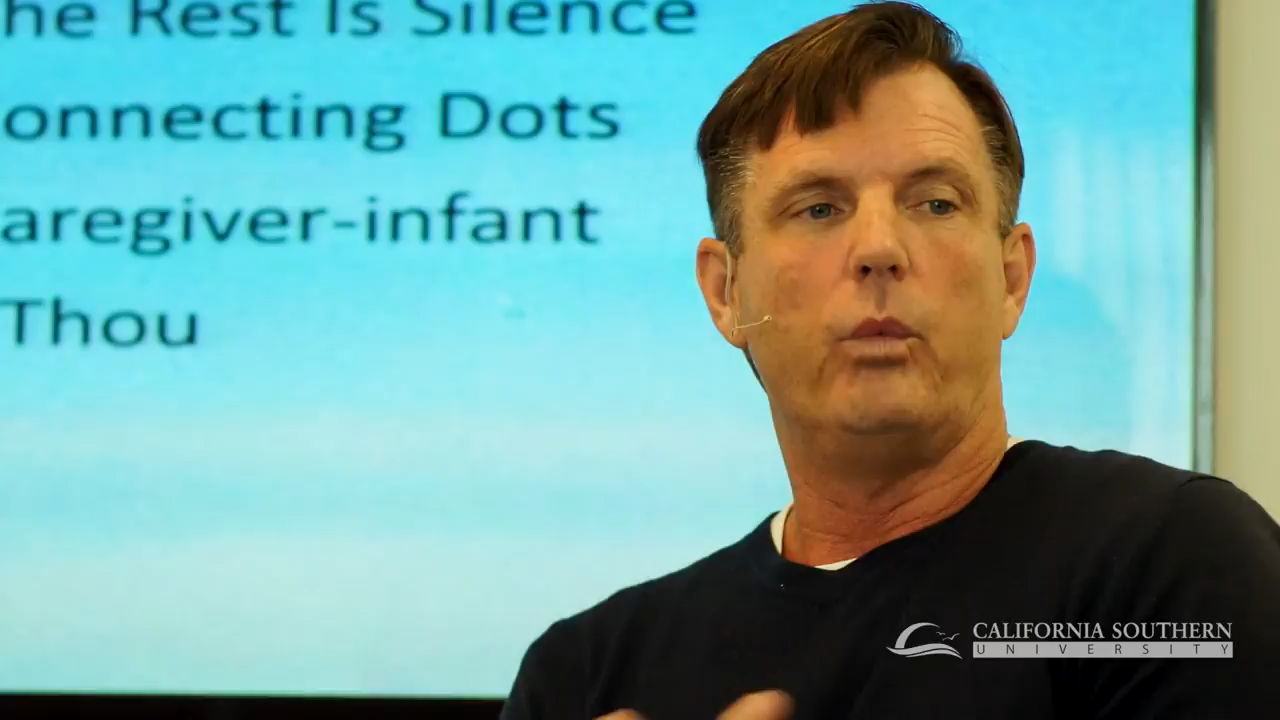 he Rest Is Silence
onnecting Dots
aregiver-infant
Thou
CALIFORNIA SOUTHERN
UNIVERSITY